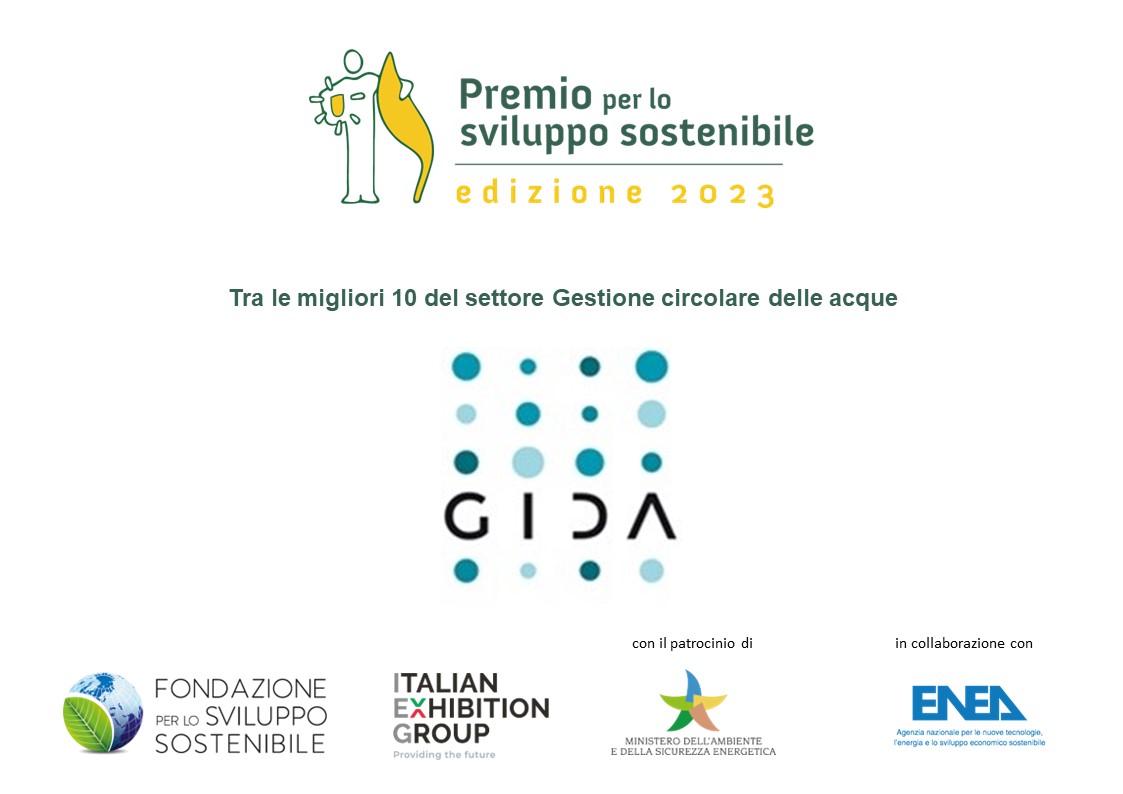 Premio per lo
sviluppo sostenibile
edizione 2023
Tra le migliori 10 del settore Gestione circolare delle acque
GIDA
con il patrocinio di
in collaborazione con
FONDAZIONE
PER LO SVILUPPO
SOSTENIBILE
ITALIAN
EXHIBITION
GROUP
Providing the future
MINISTERO DELL'AMBIENTE
E DELLA SICUREZZA ENERGETICA
ENEA
Agenzia nazionale per le nuove tecnologie,
l'energia e lo sviluppo economico sostenibile